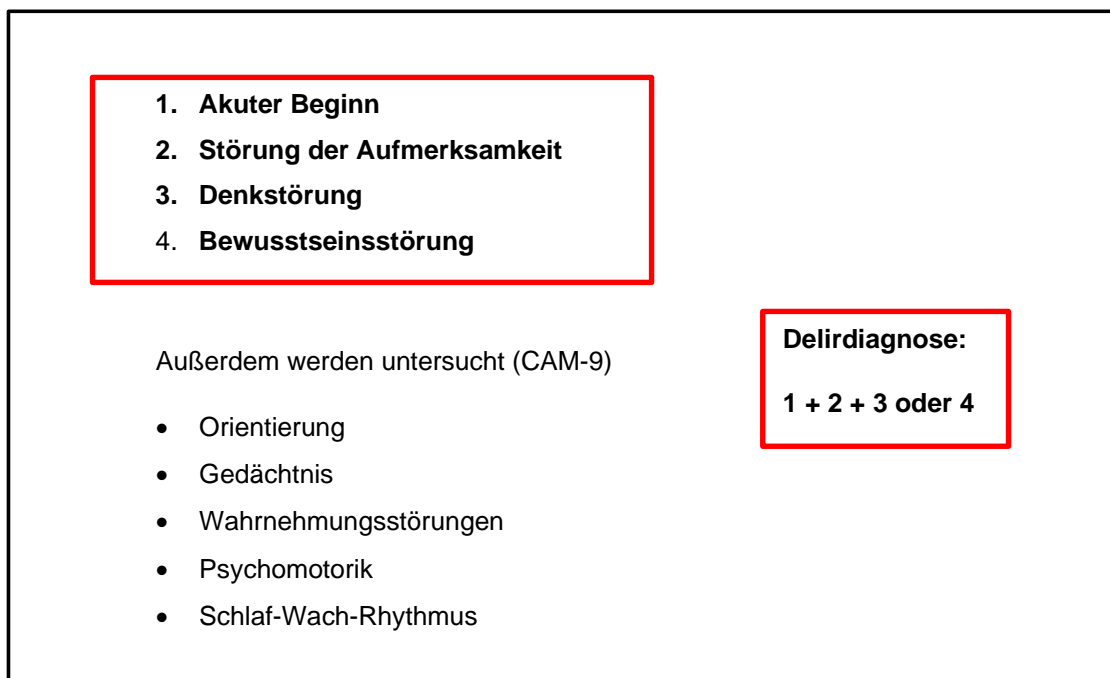 1. Akuter Beginn
2. Störung der Aufmerksamkeit
3. Denkstörung
4. Bewusstseinsstörung
Außerdem werden untersucht (CAM-9)
• Orientierung
• Gedächtnis
• Wahrnehmungsstörungen
• Psychomotorik
• Schlaf-Wach-Rhythmus
Delirdiagnose:
1 + 2 + 3 oder 4